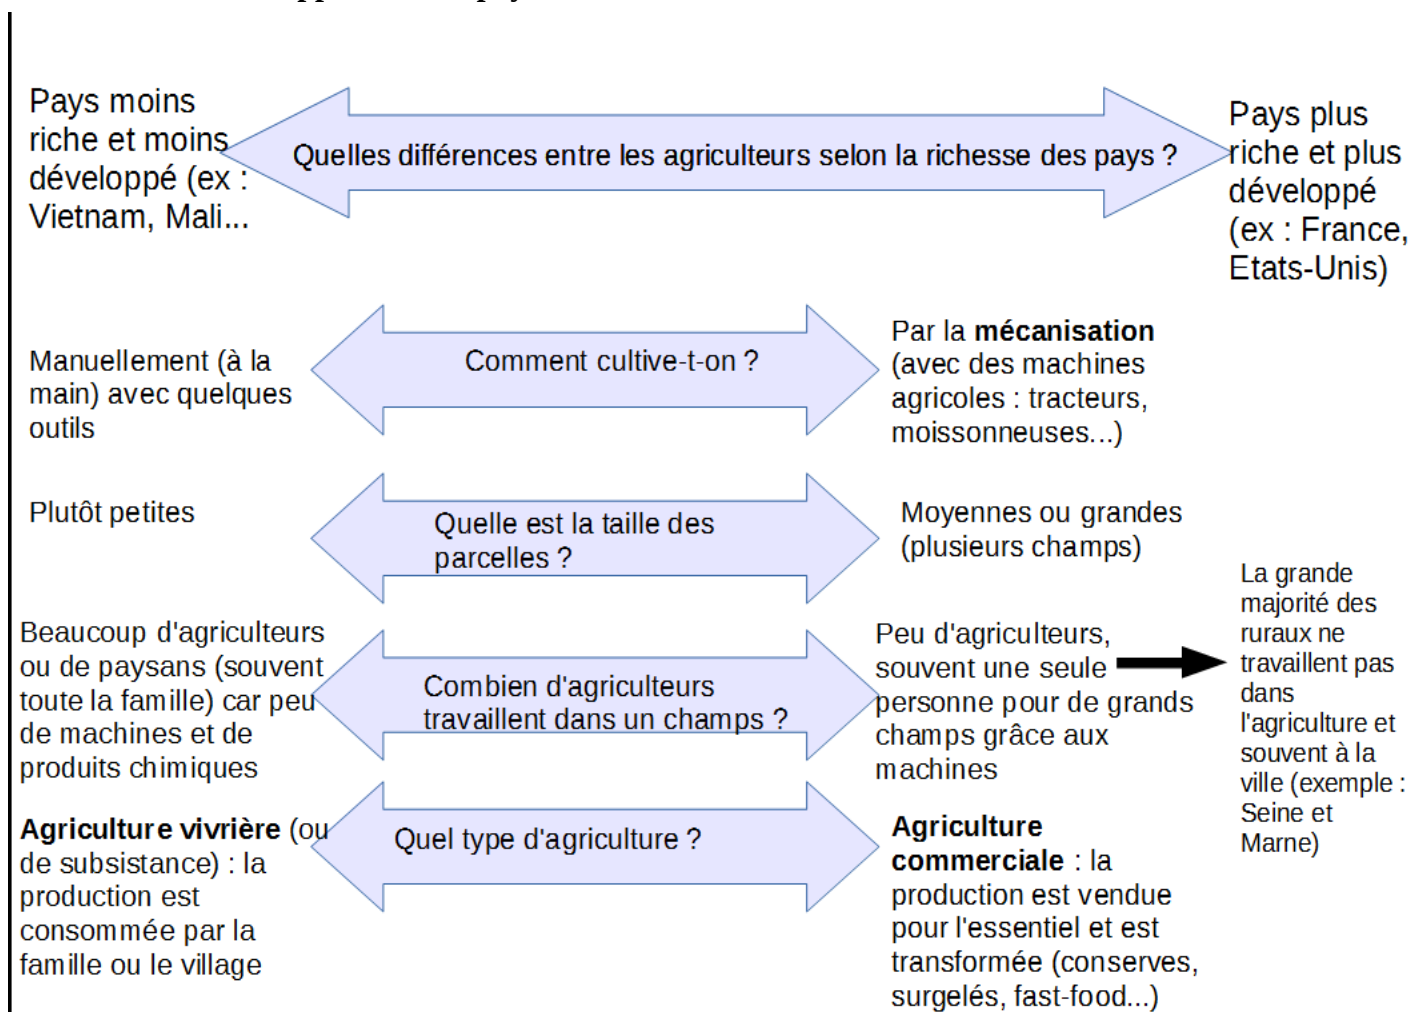 Pays moins
riche et moins
développé (ex :
Vietnam, Mali...
Quelles différences entre les agriculteurs selon la richesse des pays ?
Pays plus
riche et plus
développé
(ex : France,
Etats-Unis)
Manuellement (à la
main) avec quelques
outils
Comment cultive-t-on ?
Par la mécanisation
(avec des machines
agricoles : tracteurs,
moissonneuses...)
Plutôt petites
Quelle est la taille des
parcelles ?
Moyennes ou grandes
(plusieurs champs)
Beaucoup d'agriculteurs
ou de paysans (souvent
toute la famille) car peu
de machines et de
produits chimiques
Combien d'agriculteurs
travaillent dans un champs ?
Peu d'agriculteurs,
souvent une seule
personne pour de grands
champs grâce aux
machines
La grande
majorité des
ruraux ne
travaillent pas
dans
l'agriculture et
souvent à la
ville (exemple :
Seine et
Marne)
Agriculture vivrière (ou
de subsistance) : la
production est
consommée par la
famille ou le village
Quel type d'agriculture ?
Agriculture
commerciale : la
production est vendue
pour l'essentiel et est
transformée (conserves,
surgelés, fast-food...)